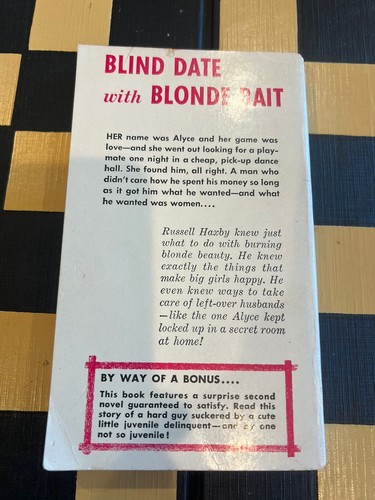 BLIND DATE
with BLONDE BAIT
HER name was Alyce and her game was
love—and she went out looking for a play-
mate one night in a cheap, pick-up dance
hall. She found him, all right. A man who
didn't care how he spent his money so long
as it got him what he wanted—and what
he wanted was women....
Russell Haxby knew just
what to do with burning
blonde beauty. He knew
exactly the things that
make big girls happy. He
even knew ways to take
care of left-over husbands
—like the one Alyce kept
locked up in a secret room
at home!
BY WAY OF A BONUS....
This book features a surprise second
novel guaranteed to satisfy. Read this
story of a hard guy suckered by a cute
little juvenile delinquent—and by one
not so juvenile!